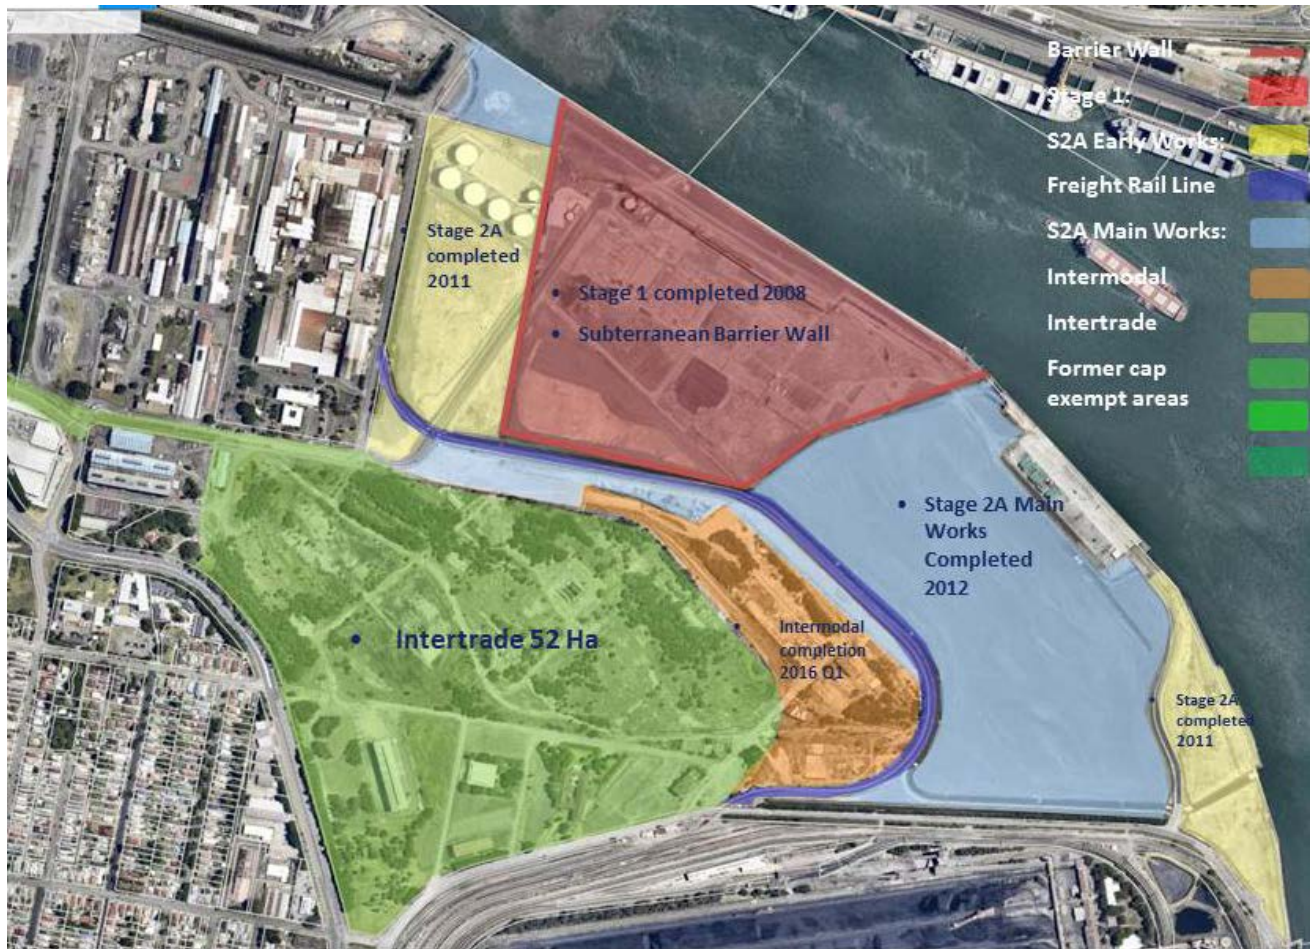 Barrier Wall
Stage 1:
S2A Early Works:
Freight Rail Line
S2A Main Works:
Intermodal
Intertrade
Former cap
exempt areas
• Stage 2A
completed
2011
• Stage 1 completed 2008
• Subterranean Barrier Wall
• Stage 2A Main
Works
Completed
2012
• Intertrade 52 Ha
• Intermodal
completion
2016 Q1
• Stage 2A
completed
2011